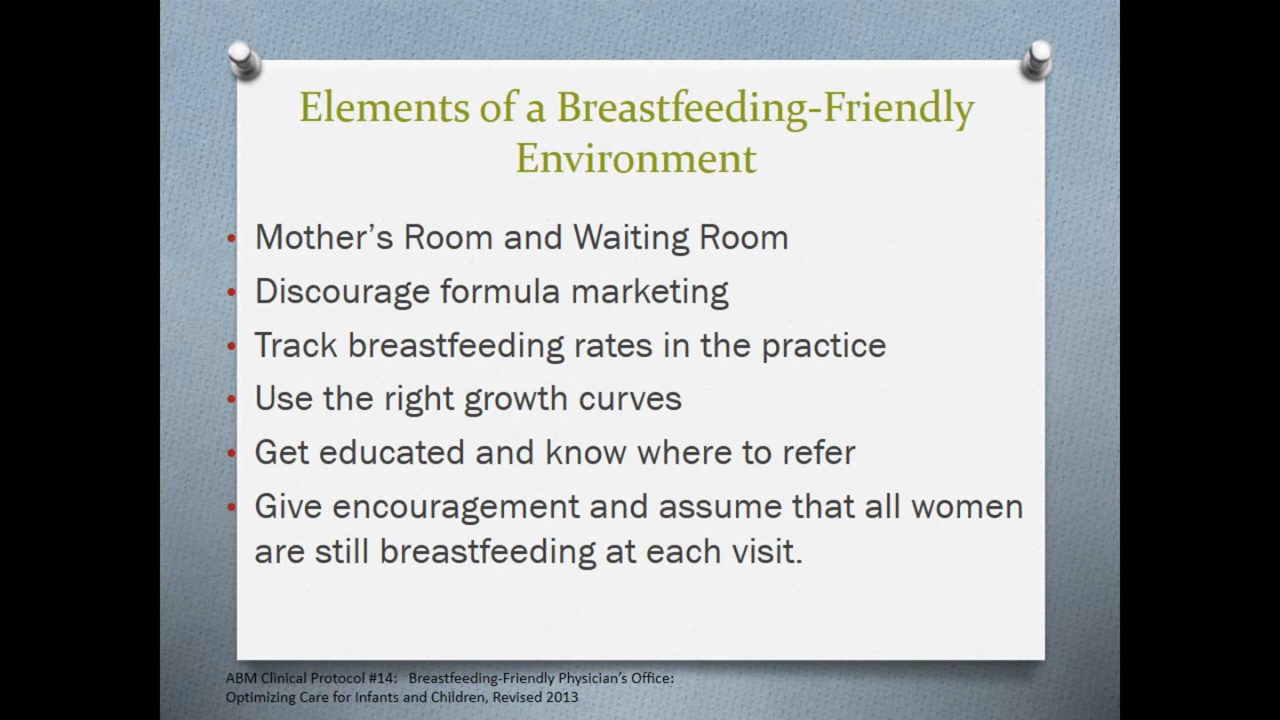 Elements of a Breastfeeding-Friendly
Environment
• Mother’s Room and Waiting Room
• Discourage formula marketing
• Track breastfeeding rates in the practice
• Use the right growth curves
• Get educated and know where to refer
• Give encouragement and assume that all women
are still breastfeeding at each visit.
ABM Clinical Protocol #14: Breastfeeding-Friendly Physician’s Office:
Optimizing Care for Infants and Children, Revised 2013